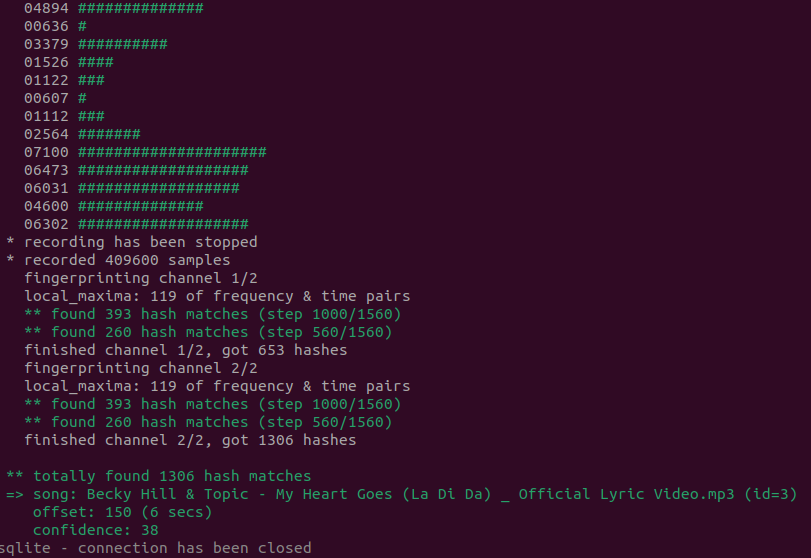 04894 ##############
00636 #
03379 ##########
01526 ####
01122 ###
00607 #
01112 ###
02564 #######
07100 #####################
06473 ###################
06031 ##################
04600 ##############
06302 ###################
* recording has been stopped
* recorded 409600 samples
fingerprinting channel 1/2
local_maxima: 119 of frequency & time pairs
** found 393 hash matches (step 1000/1560)
** found 260 hash matches (step 560/1560)
finished channel 1/2, got 653 hashes
fingerprinting channel 2/2
local_maxima: 119 of frequency & time pairs
** found 393 hash matches (step 1000/1560)
** found 260 hash matches (step 560/1560)
finished channel 2/2, got 1306 hashes
** totally found 1306 hash matches
=> song: Becky Hill & Topic - My Heart Goes (La Di Da) _ Official Lyric Video.mp3 (id=3)
offset: 150 (6 secs)
confidence: 38
sqlite - connection has been closed